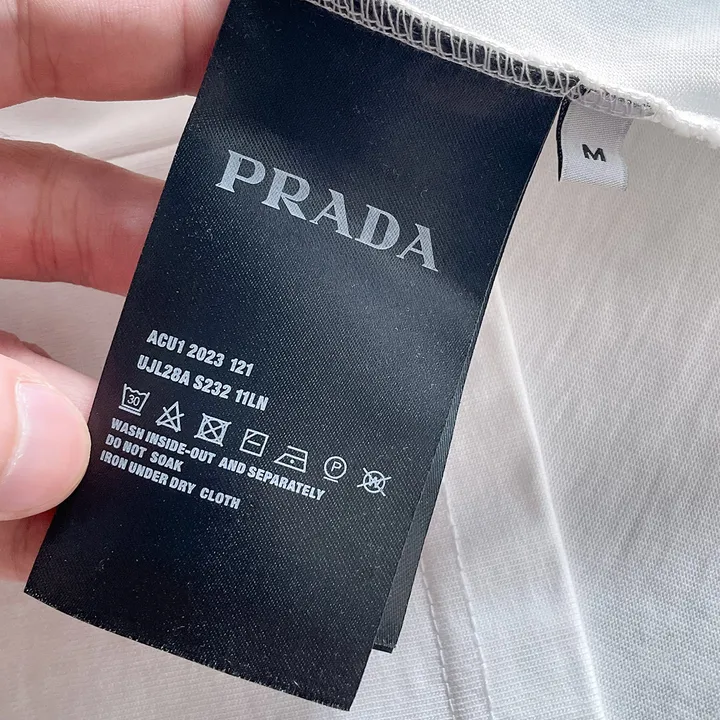 PRADA
M
ACU1 2023 121
UJL28A S232 11LN
30
P
W
WASH INSIDE-OUT AND SEPARATELY
DO NOT SOAK
IRON UNDER DRY CLOTH